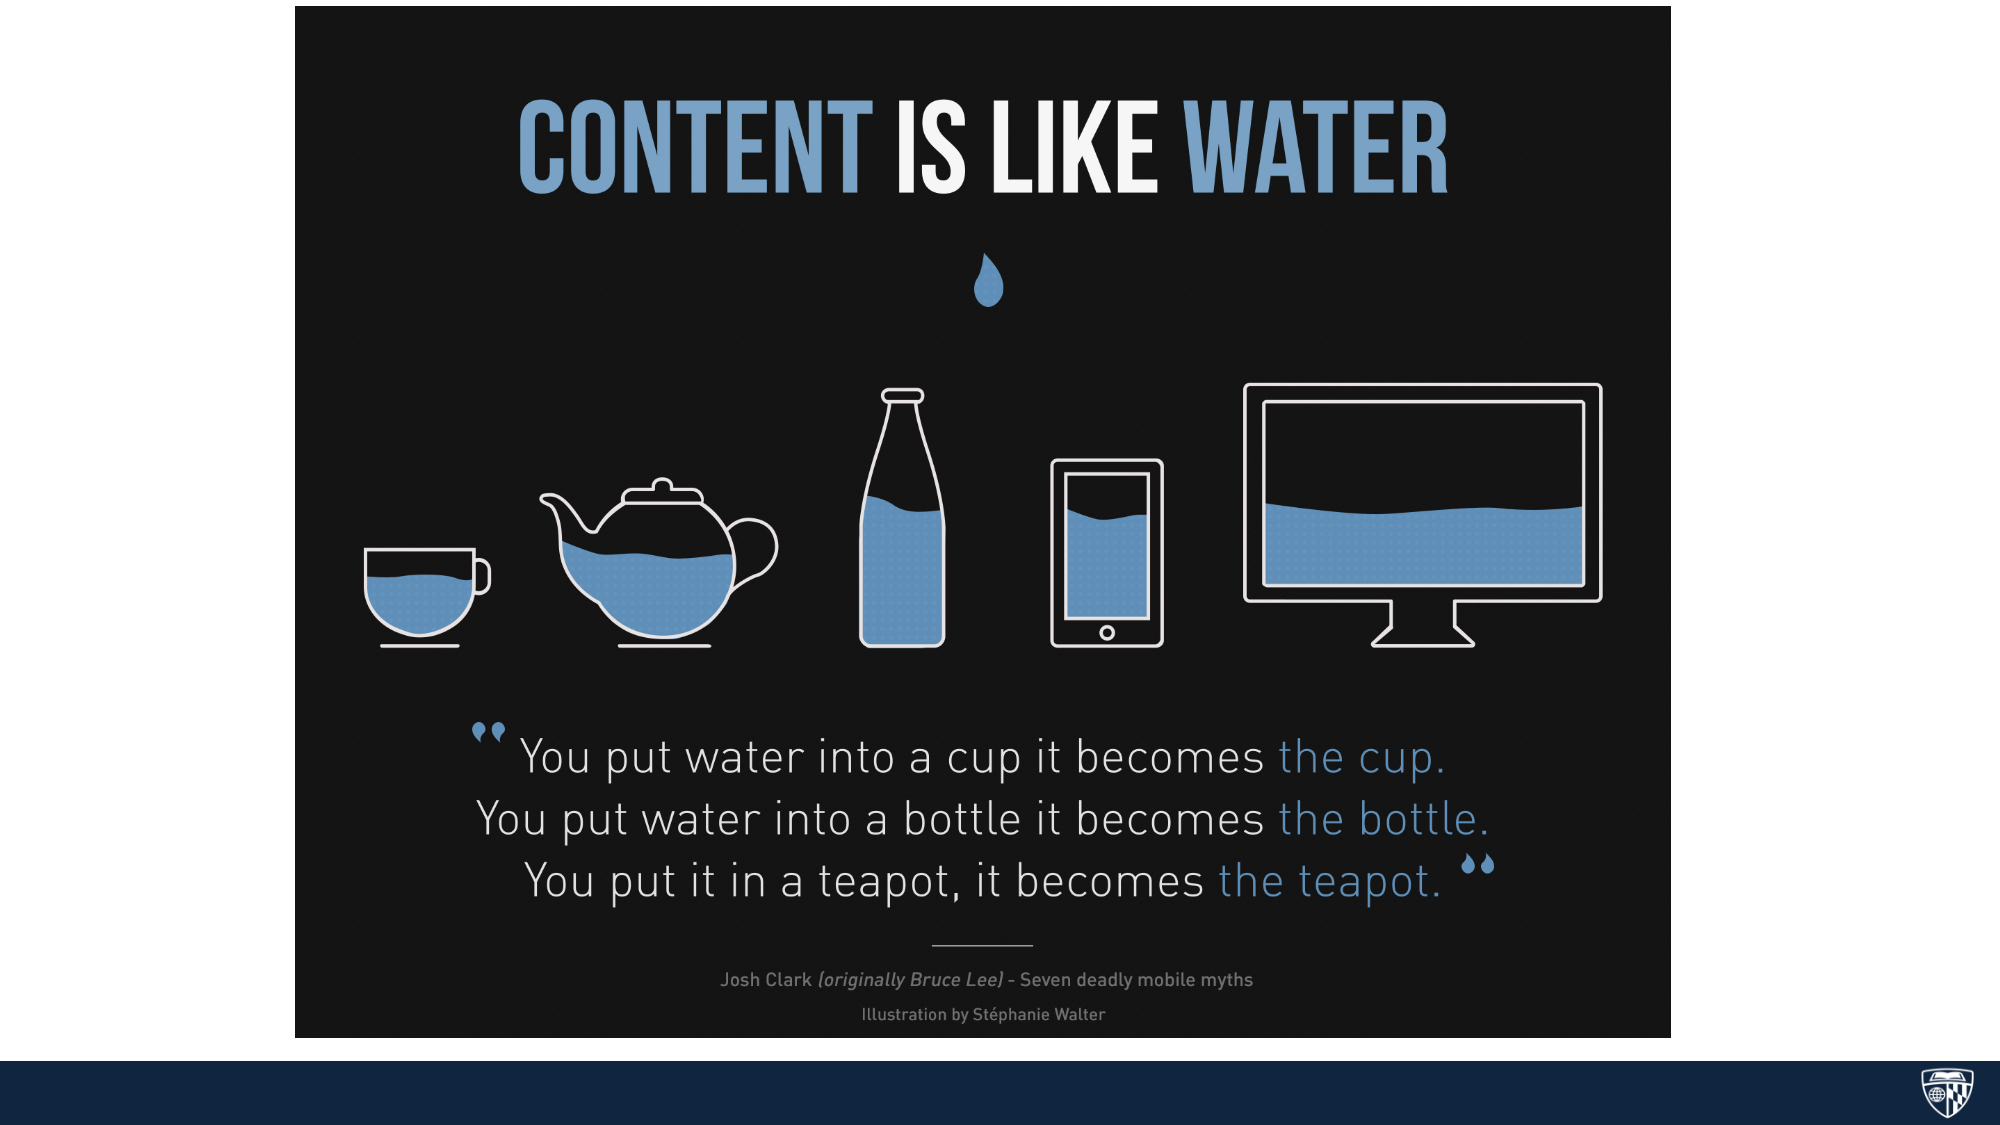 CONTENT IS LIKE WATER
"You put water into a cup it becomes the cup.
You put water into a bottle it becomes the bottle.
You put it in a teapot, it becomes the teapot."
Josh Clark (originally Bruce Lee) - Seven deadly mobile myths
Illustration by Stéphanie Walter